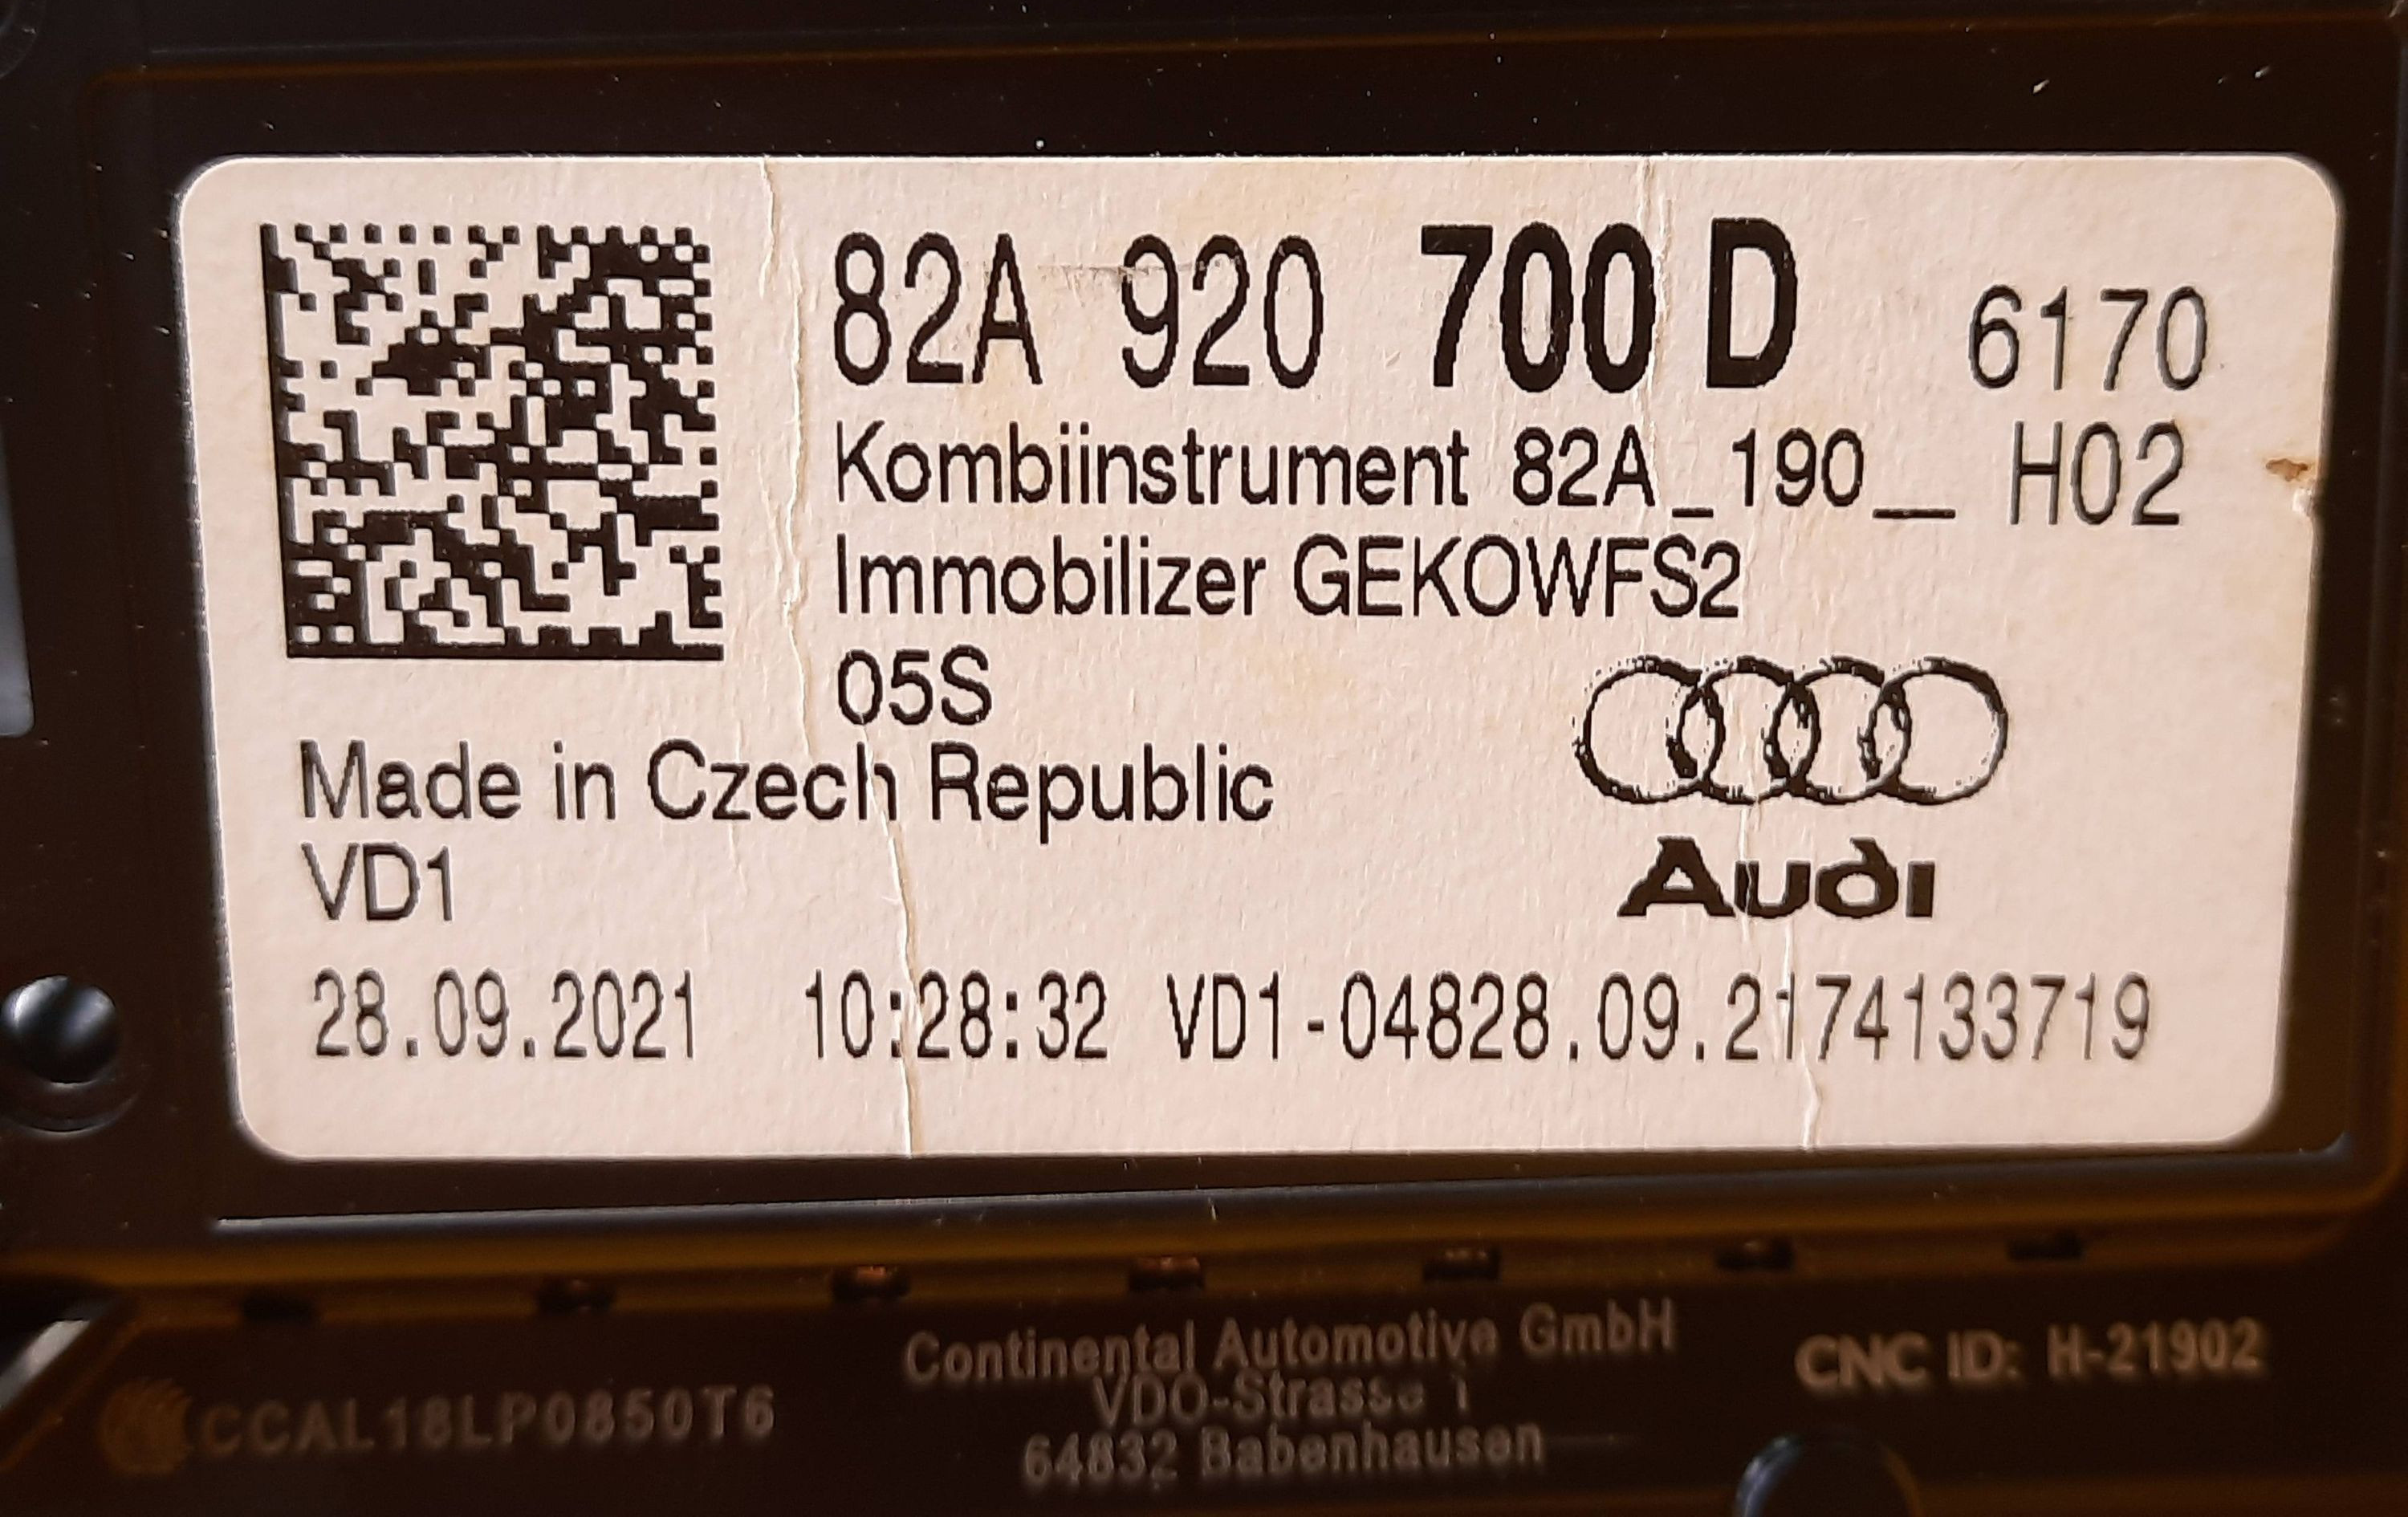 82A 920 700 D 6170
Kombiinstrument 82A_190__ H02
Immobilizer GEKOWFS2
05S
Made in Czech Republic
VD1
Audi
28.09.2021 10:28:32 VD1-04828.09.2174133719
Continental Automotive GmbH
VDO-Strasse 1
64832 Babenhausen
CNC ID: H-21902
CCAL18LP0850T6